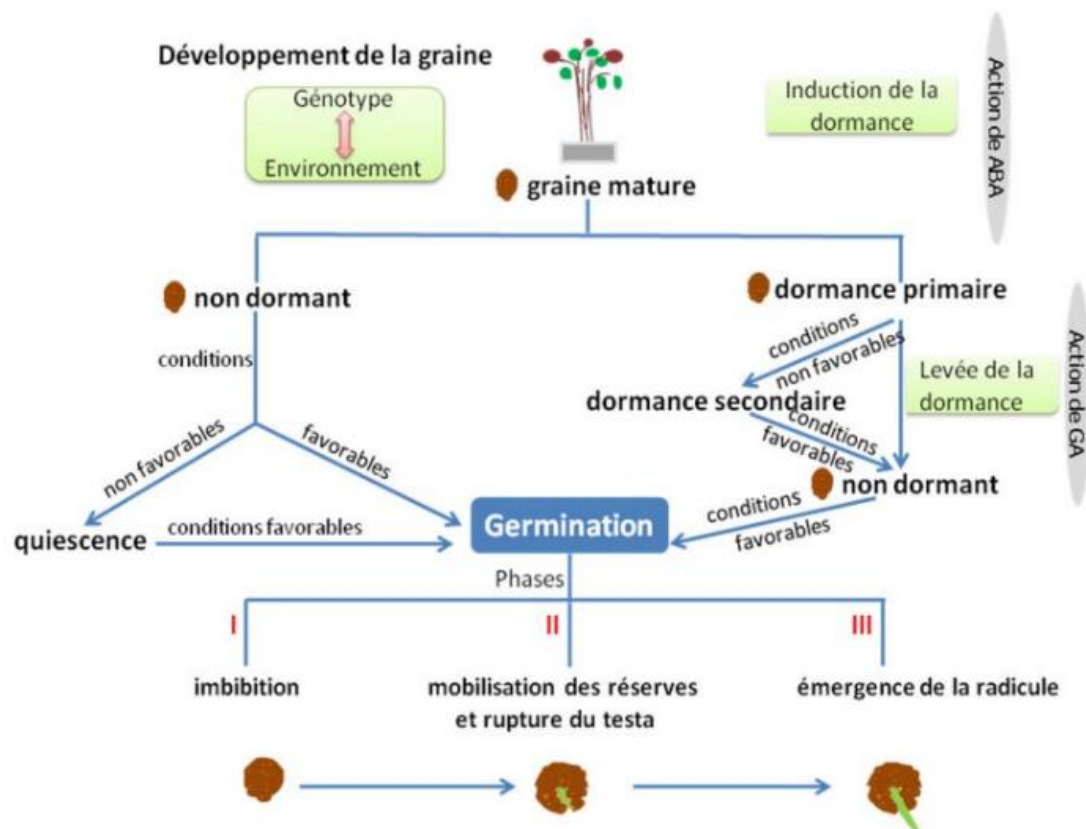 Développement de la graine
Génotype
Environnement
Induction de la
dormance
Action de ABA
graine mature
non dormant
dormance primaire
conditions
conditions
non favorables
Levée de la
dormance
Action de GA
dormance secondaire
non favorables
favorables
conditions
favorables
non dormant
quiescence
conditions favorables
Germination
conditions
favorables
Phases
I
II
III
imbibition
mobilisation des réserves
et rupture du testa
émergence de la radicule